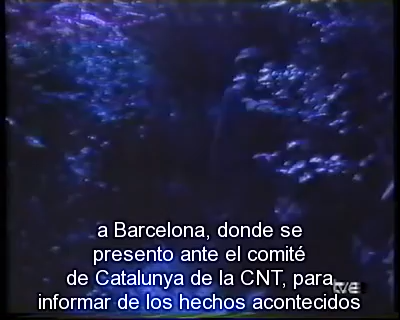 a Barcelona, donde se
presento ante el comité
de Catalunya de la CNT, para
tve
informar de los hechos acontecidos